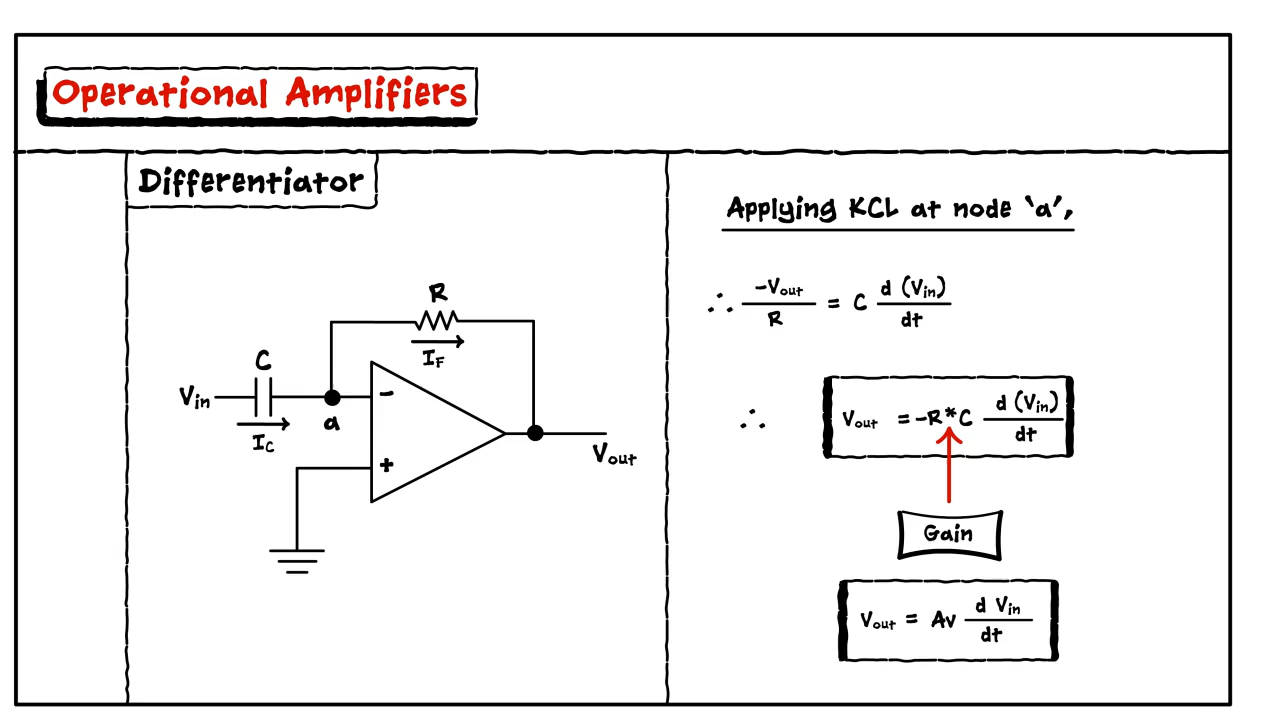 Operational Amplifiers
Differentiator
R
I_F
C
V_in
I_C
a
-
+
V_out
Applying KCL at node 'a',
∴ -V_out / R = C d (V_in) / dt
∴ V_out = -R*C d (V_in) / dt
Gain
V_out = Av d V_in / dt